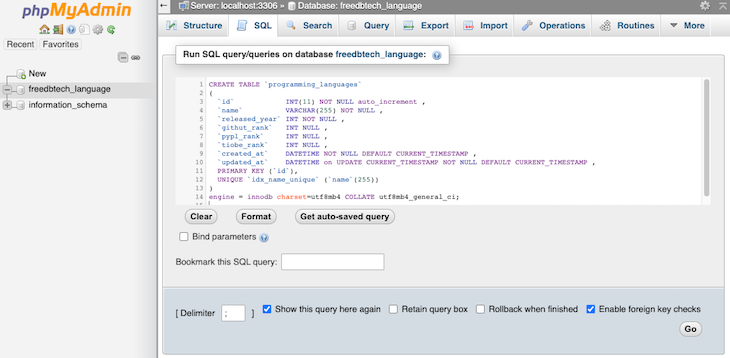 phpMyAdmin
Recent Favorites
New
freedbtech_language
information_schema
Server: localhost:3306 » Database: freedbtech_language
Structure SQL Search Query Export Import Operations Routines More
Run SQL query/queries on database freedbtech_language:
1 CREATE TABLE `programming_languages`
2 (
3 `id` INT(11) NOT NULL auto_increment ,
4 `name` VARCHAR(255) NOT NULL ,
5 `released_year` INT NOT NULL ,
6 `githut_rank` INT NULL ,
7 `pypl_rank` INT NULL ,
8 `tiobe_rank` INT NULL ,
9 `created_at` DATETIME NOT NULL DEFAULT CURRENT_TIMESTAMP ,
10 `updated_at` DATETIME on UPDATE CURRENT_TIMESTAMP NOT NULL DEFAULT CURRENT_TIMESTAMP ,
11 PRIMARY KEY (`id`),
12 UNIQUE `idx_name_unique` (`name`(255))
13 )
14 engine = innodb charset=utf8mb4 COLLATE utf8mb4_general_ci;
15
Clear Format Get auto-saved query
Bind parameters
Bookmark this SQL query:
[ Delimiter ; ] Show this query here again Retain query box Rollback when finished Enable foreign key checks
Go